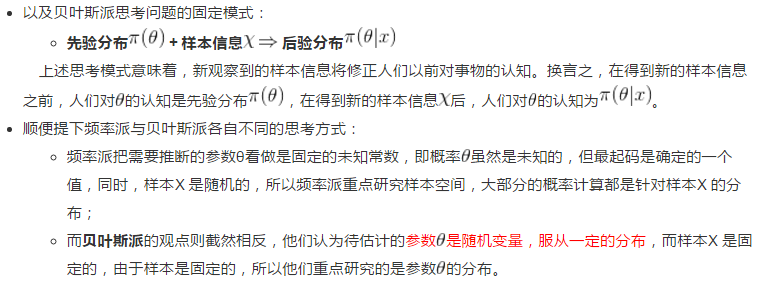 以及贝叶斯派思考问题的固定模式：
先验分布π(θ) + 样本信息χ⇒ 后验分布π(θ|x)
上述思考模式意味着，新观察到的样本信息将修正人们以前对事物的认知。换言之，在得到新的样本信息
之前，人们对θ的认知是先验分布π(θ)，在得到新的样本信息χ后，人们对θ的认知为π(θ|x)。
顺便提下频率派与贝叶斯派各自不同的思考方式：
频率派把需要推断的参数θ看做是固定的未知常数，即概率θ虽然是未知的，但最起码是确定的一个
值，同时，样本X 是随机的，所以频率派重点研究样本空间，大部分的概率计算都是针对样本X 的分
布；
而贝叶斯派的观点则截然相反，他们认为待估计的参数θ是随机变量，服从一定的分布，而样本X 是固
定的，由于样本是固定的，所以他们重点研究的是参数θ的分布。